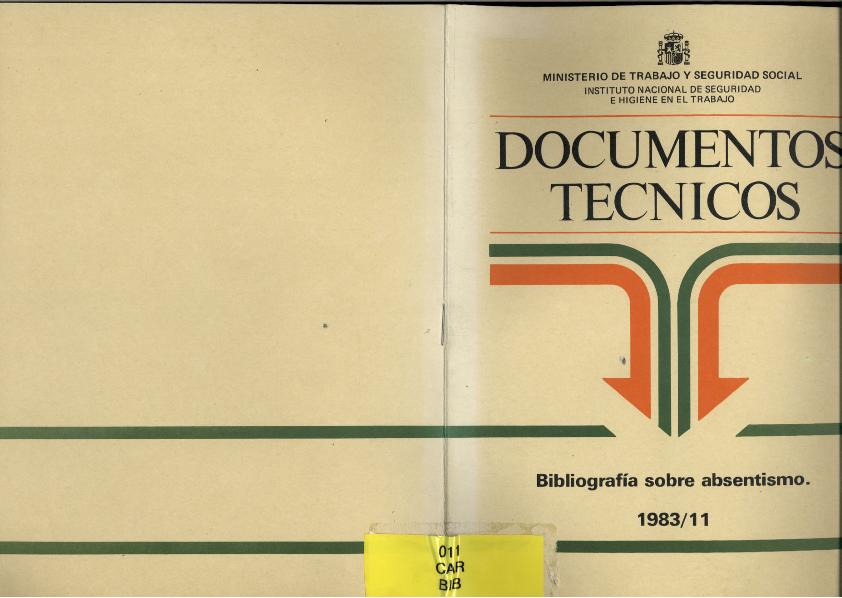 MINISTERIO DE TRABAJO Y SEGURIDAD SOCIAL
INSTITUTO NACIONAL DE SEGURIDAD
E HIGIENE EN EL TRABAJO
DOCUMENTOS
TECNICOS
Bibliografía sobre absentismo.
1983/11
011
CAR
BIB